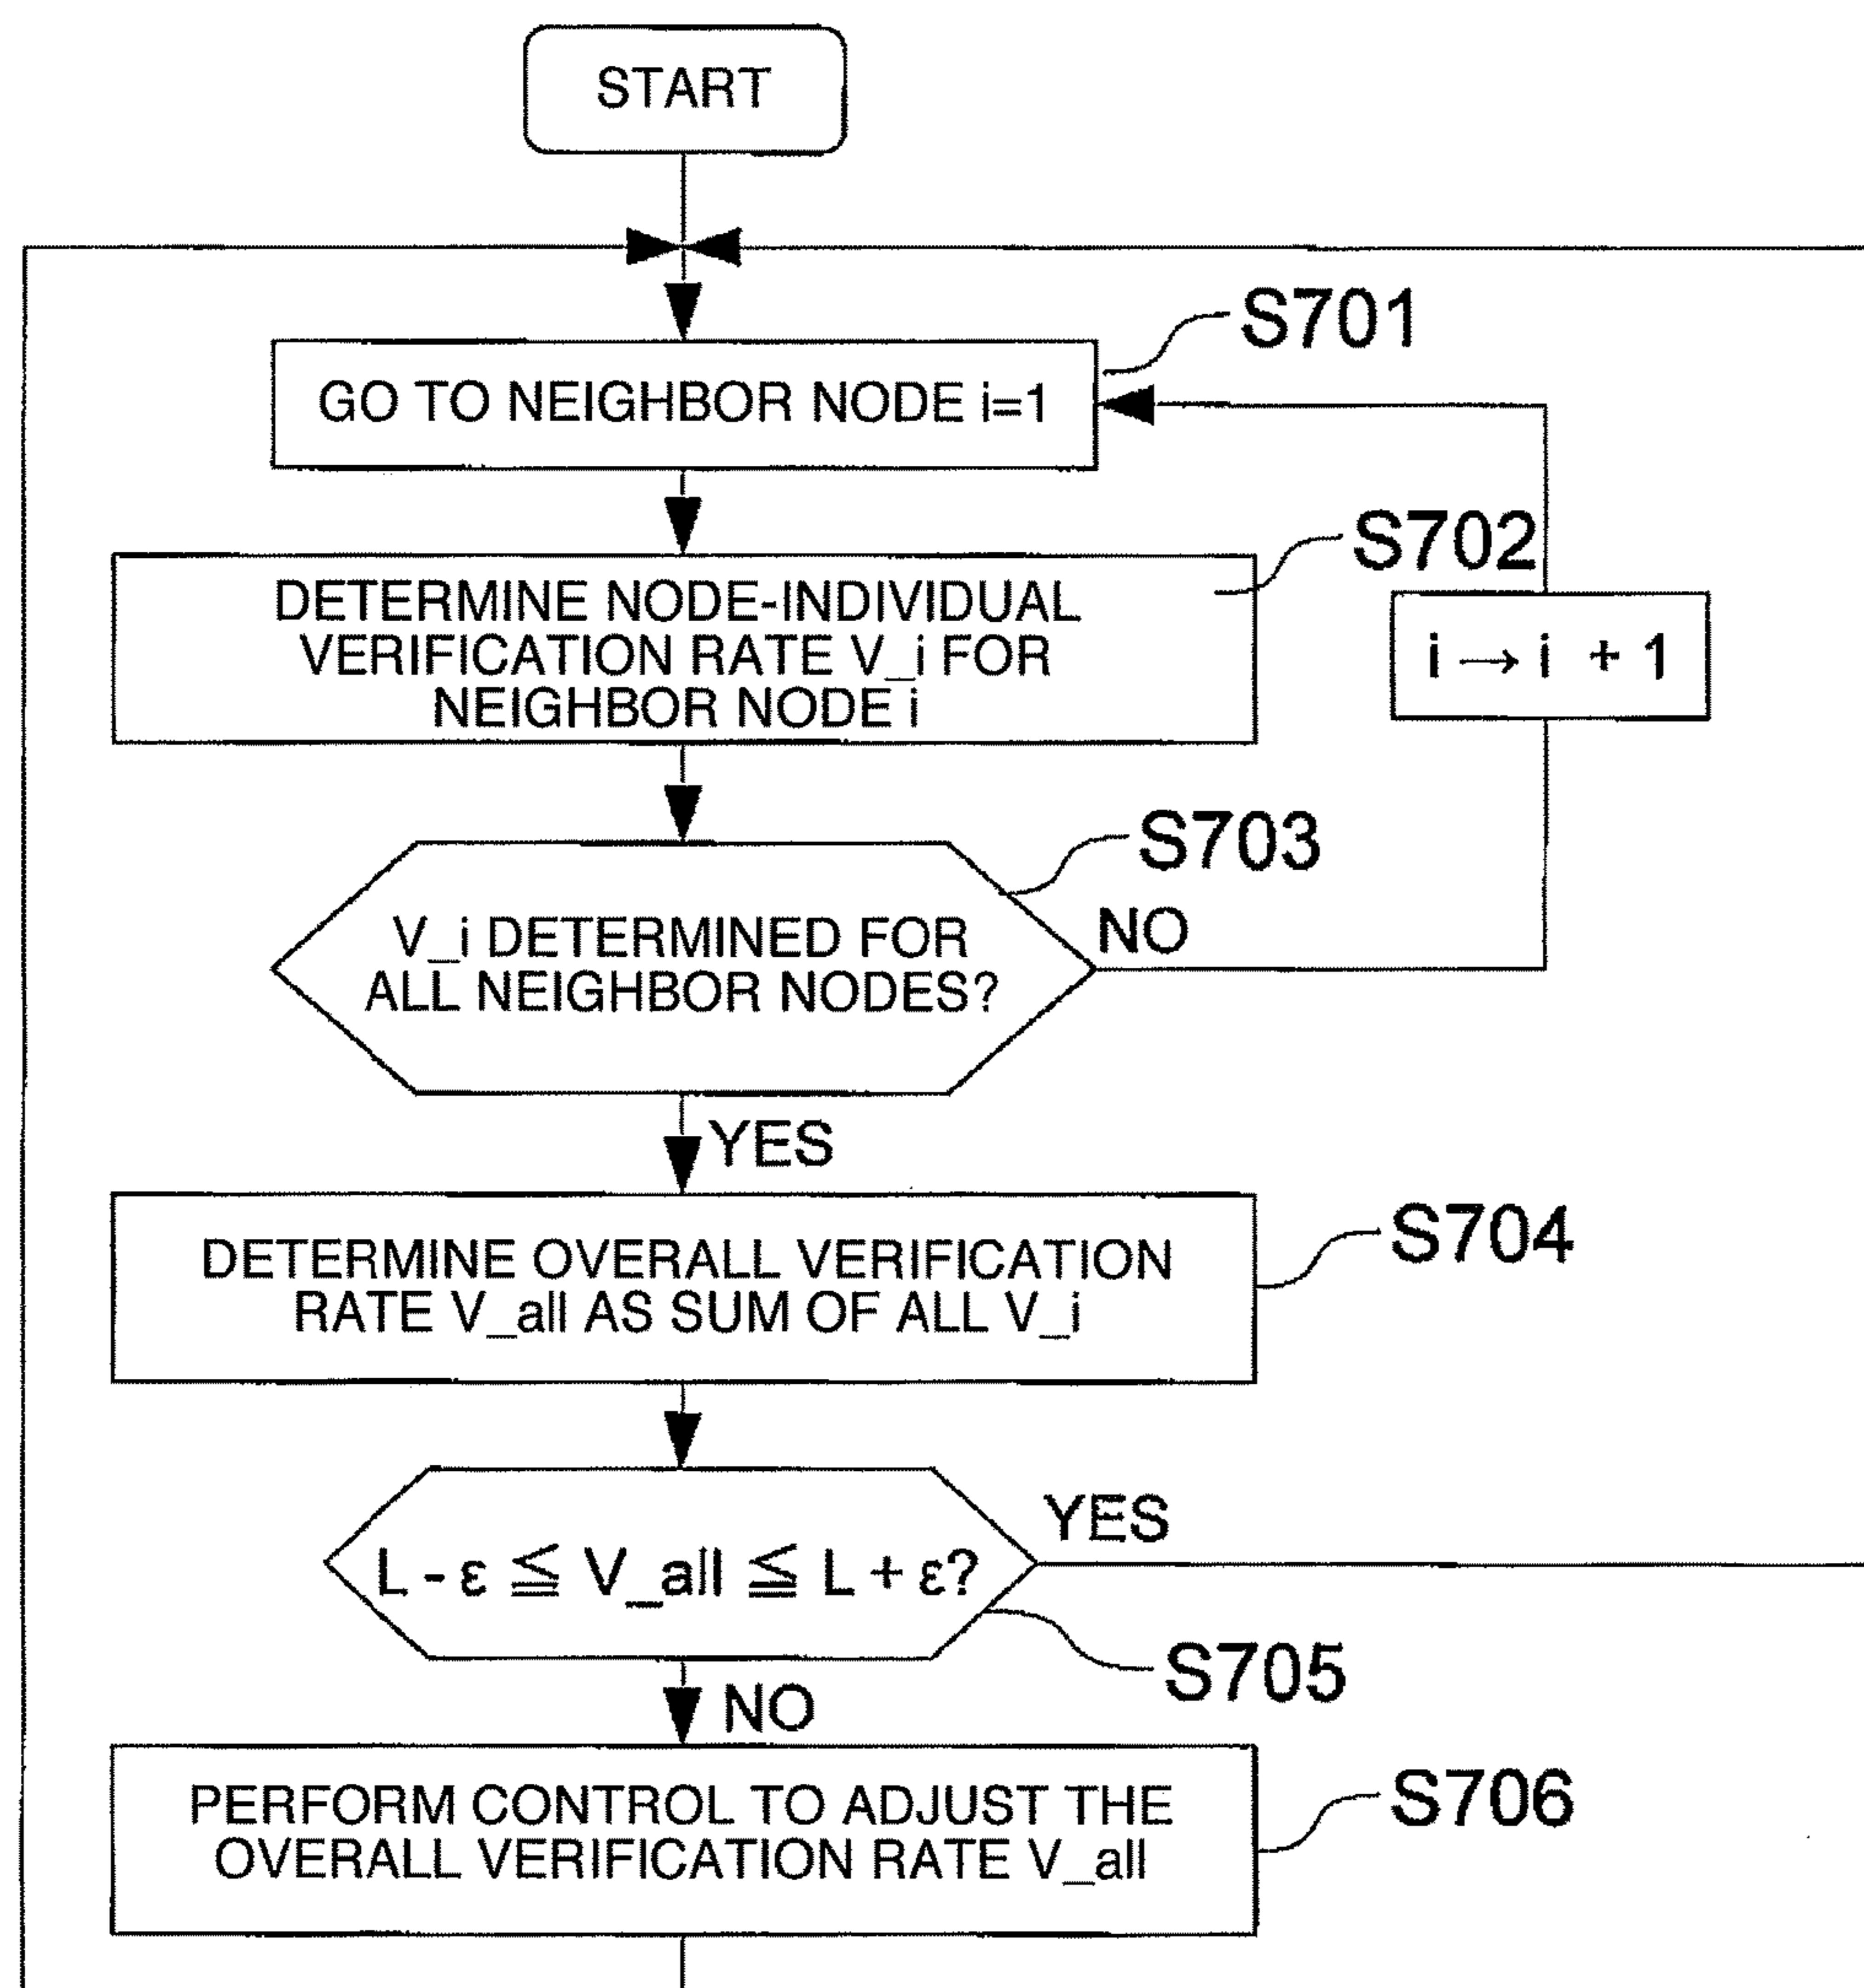 START
S701
GO TO NEIGHBOR NODE i=1
S702
DETERMINE NODE-INDIVIDUAL
VERIFICATION RATE V_i FOR
NEIGHBOR NODE i
i → i + 1
S703
V_i DETERMINED FOR
ALL NEIGHBOR NODES?
NO
YES
DETERMINE OVERALL VERIFICATION
RATE V_all AS SUM OF ALL V_i
S704
YES
L - ε ≦ V_all ≦ L + ε?
S705
NO
PERFORM CONTROL TO ADJUST THE
OVERALL VERIFICATION RATE V_all
S706